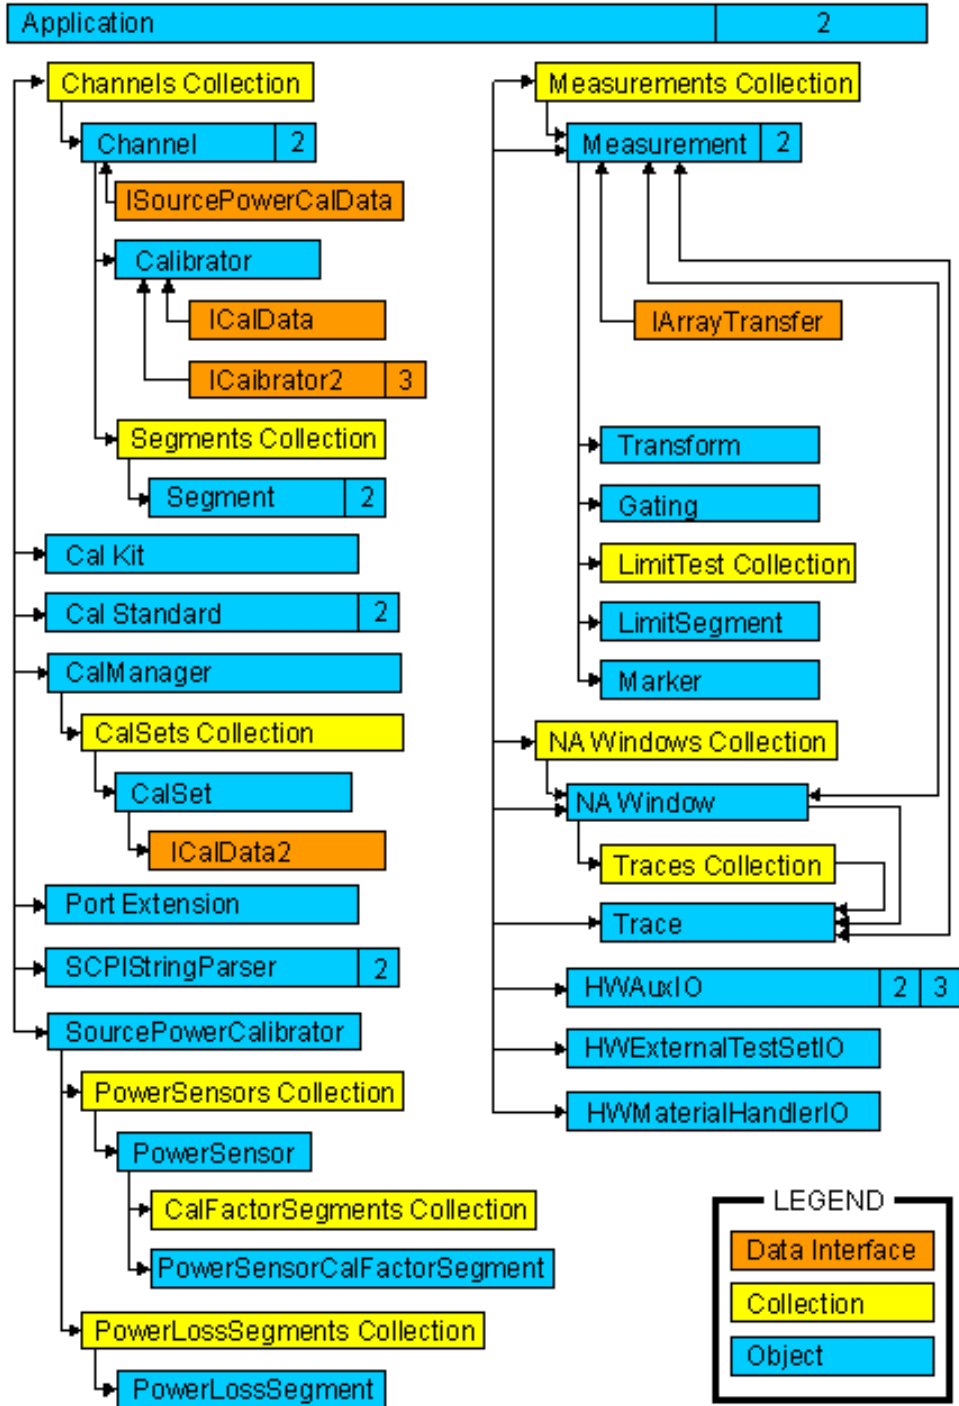 Application 2
Channels Collection
Channel 2
ISourcePowerCalData
Calibrator
ICalData
ICaibrator2 3
Segments Collection
Segment 2
Cal Kit
Cal Standard 2
CalManager
CalSets Collection
CalSet
ICalData2
Port Extension
SCPIStringParser 2
SourcePowerCalibrator
PowerSensors Collection
PowerSensor
CalFactorSegments Collection
PowerSensorCalFactorSegment
PowerLossSegments Collection
PowerLossSegment
Measurements Collection
Measurement 2
IArrayTransfer
Transform
Gating
LimitTest Collection
LimitSegment
Marker
NA Windows Collection
NA Window
Traces Collection
Trace
HWAuxIO 2 3
HWExternalTestSetIO
HWMaterialHandlerIO
LEGEND
Data Interface
Collection
Object